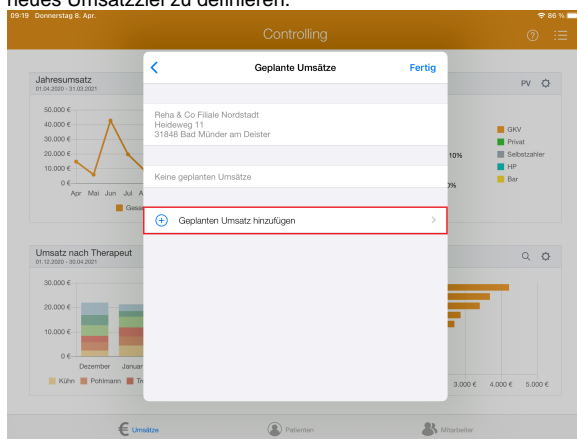 neues Umsatzziel zu definieren.
09:19 Donnerstag 8. Apr.
86 %
Controlling
Geplante Umsätze
Fertig
Jahresumsatz
01.04.2020 - 31.03.2021
PV
50.000 €
40.000 €
30.000 €
20.000 €
10.000 €
0 €
Apr Mai Jun Jul A
Gesa
Reha & Co Filiale Nordstadt
Heideweg 11
31848 Bad Münder am Deister
Keine geplanten Umsätze
Geplanten Umsatz hinzufügen
10%
0%
GKV
Privat
Selbstzahler
HP
Bar
Umsatz nach Therapeut
01.12.2020 - 30.04.2021
30.000 €
20.000 €
10.000 €
0 €
Dezember Januar
Kühn Pohlmann Tr
3.000 € 4.000 € 5.000 €
€ Umsätze
Patienten
Mitarbeiter